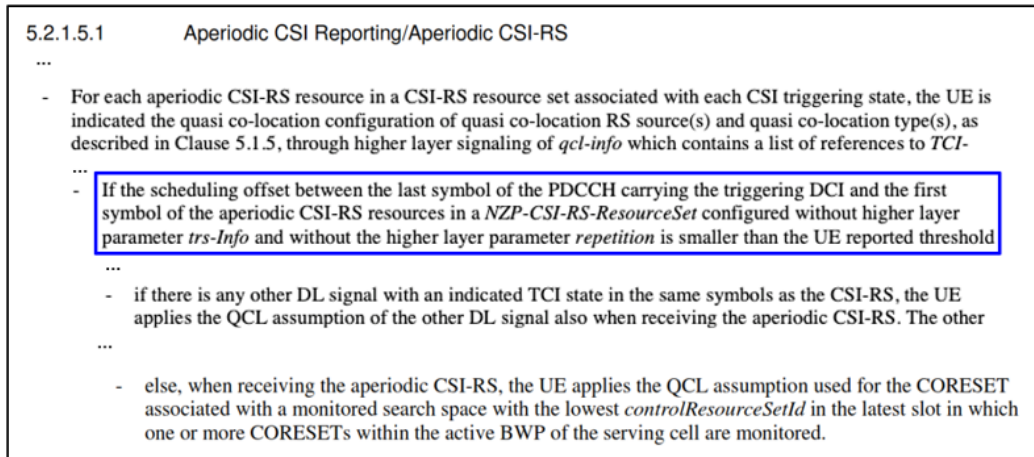 5.2.1.5.1 Aperiodic CSI Reporting/Aperiodic CSI-RS
...
- For each aperiodic CSI-RS resource in a CSI-RS resource set associated with each CSI triggering state, the UE is
indicated the quasi co-location configuration of quasi co-location RS source(s) and quasi co-location type(s), as
described in Clause 5.1.5, through higher layer signaling of qcl-info which contains a list of references to TCI-
...
- If the scheduling offset between the last symbol of the PDCCH carrying the triggering DCI and the first
symbol of the aperiodic CSI-RS resources in a NZP-CSI-RS-ResourceSet configured without higher layer
parameter trs-Info and without the higher layer parameter repetition is smaller than the UE reported threshold
...
- if there is any other DL signal with an indicated TCI state in the same symbols as the CSI-RS, the UE
applies the QCL assumption of the other DL signal also when receiving the aperiodic CSI-RS. The other
...
- else, when receiving the aperiodic CSI-RS, the UE applies the QCL assumption used for the CORESET
associated with a monitored search space with the lowest controlResourceSetId in the latest slot in which
one or more CORESETs within the active BWP of the serving cell are monitored.